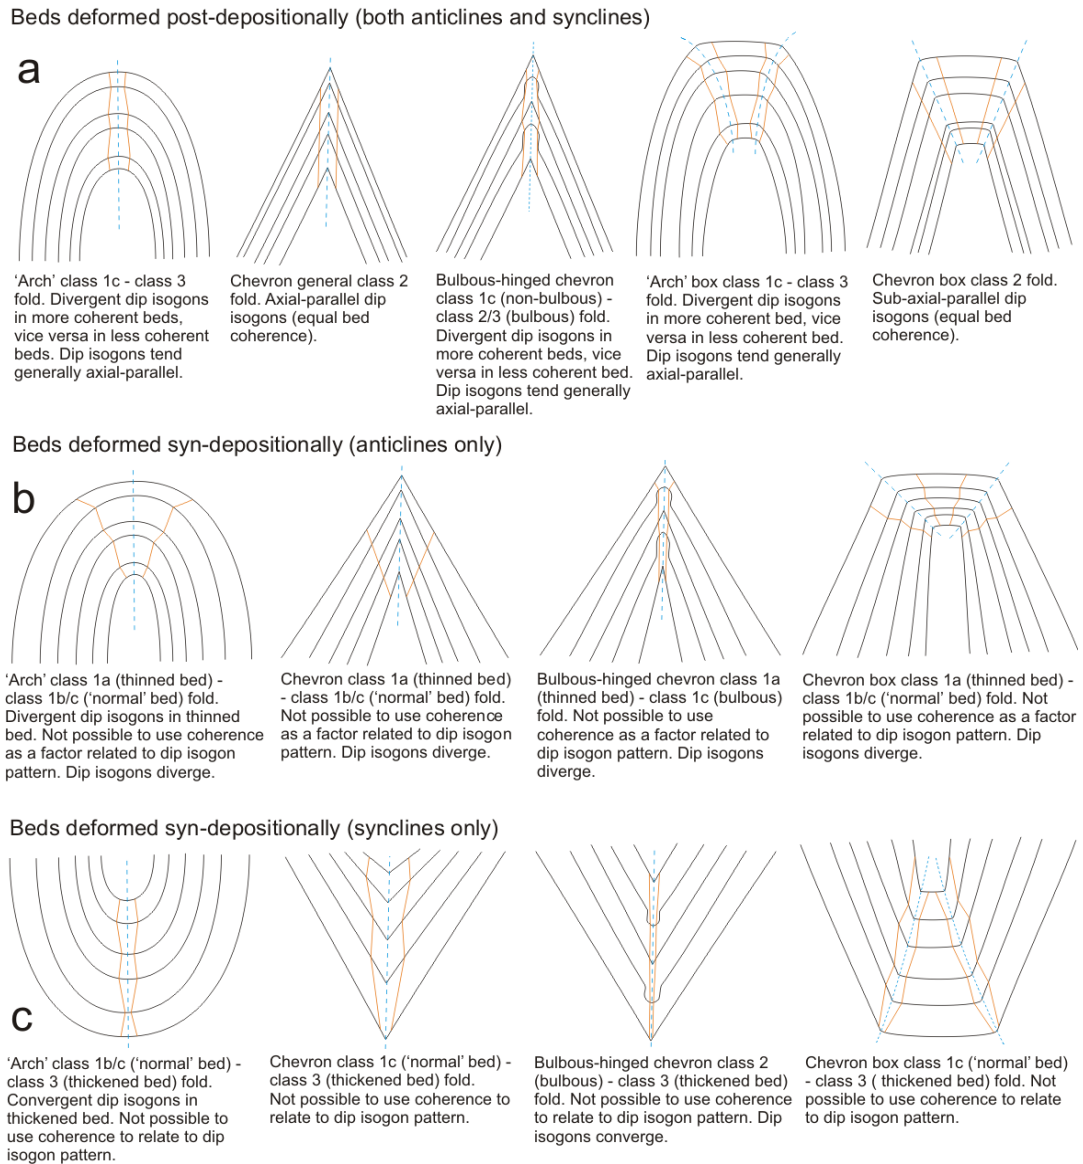 Beds deformed post-depositionally (both anticlines and synclines)
a
‘Arch’ class 1c - class 3
fold. Divergent dip isogons
in more coherent beds,
vice versa in less coherent
beds. Dip isogons tend
generally axial-parallel.
Chevron general class 2
fold. Axial-parallel dip
isogons (equal bed
coherence).
Bulbous-hinged chevron
class 1c (non-bulbous) -
class 2/3 (bulbous) fold.
Divergent dip isogons in
more coherent beds, vice
versa in less coherent bed.
Dip isogons tend generally
axial-parallel.
‘Arch’ box class 1c - class 3
fold. Divergent dip isogons
in more coherent bed, vice
versa in less coherent bed.
Dip isogons tend generally
axial-parallel.
Chevron box class 2 fold.
Sub-axial-parallel dip
isogons (equal bed
coherence).
Beds deformed syn-depositionally (anticlines only)
b
‘Arch’ class 1a (thinned bed) -
class 1b/c (‘normal’ bed) fold.
Divergent dip isogons in thinned
bed. Not possible to use coherence
as a factor related to dip isogon
pattern. Dip isogons diverge.
Chevron class 1a (thinned bed)
- class 1b/c (‘normal’ bed) fold.
Not possible to use coherence
as a factor related to dip isogon
pattern. Dip isogons diverge.
Bulbous-hinged chevron class 1a
(thinned bed) - class 1c (bulbous)
fold. Not possible to use
coherence as a factor related to
dip isogon pattern. Dip isogons
diverge.
Chevron box class 1a (thinned bed) -
class 1b/c (‘normal’ bed) fold. Not
possible to use coherence as a factor
related to dip isogon pattern. Dip
isogons diverge.
Beds deformed syn-depositionally (synclines only)
c
‘Arch’ class 1b/c (‘normal’ bed) -
class 3 (thickened bed) fold.
Convergent dip isogons in
thickened bed. Not possible to
use coherence to relate to dip
isogon pattern.
Chevron class 1c (‘normal’ bed) -
class 3 (thickened bed) fold.
Not possible to use coherence to
relate to dip isogon pattern.
Bulbous-hinged chevron class 2
(bulbous) - class 3 (thickened bed)
fold. Not possible to use coherence
to relate to dip isogon pattern. Dip
isogons converge.
Chevron box class 1c (‘normal’ bed)
- class 3 ( thickened bed) fold. Not
possible to use coherence to relate
to dip isogon pattern.